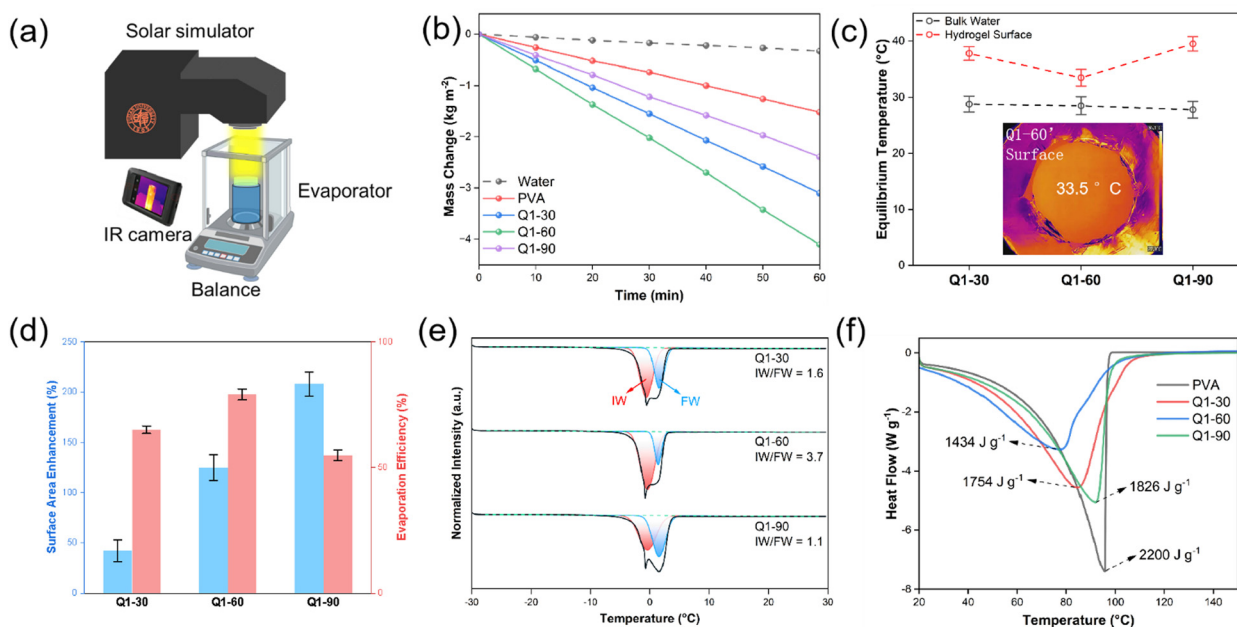 (a)
Solar simulator
Evaporator
IR camera
Balance
(b)
Mass Change (kg m-2)
0
−1
−2
−3
−4
Water
PVA
Q1-30
Q1-60
Q1-90
0 10 20 30 40 50 60
Time (min)
(c)
Equilibrium Temperature (°C)
40
30
20
10
0
Bulk Water
Hydrogel Surface
Q1-60'
Surface
33.5 ° C
Q1-30 Q1-60 Q1-90
(d)
Surface Area Enhancement (%)
250
200
150
100
50
0
100
50
0
Evaporation Efficiency (%)
Q1-30 Q1-60 Q1-90
(e)
Normalized Intensity (a.u.)
Q1-30
IW/FW = 1.6
IW
FW
Q1-60
IW/FW = 3.7
Q1-90
IW/FW = 1.1
−30 −20 −10 0 10 20 30
Temperature (°C)
(f)
Heat Flow (W g-1)
0
−2
−4
−6
−8
PVA
Q1-30
Q1-60
Q1-90
1434 J g-1
1754 J g-1
1826 J g-1
2200 J g-1
20 40 60 80 100 120 140
Temperature (°C)